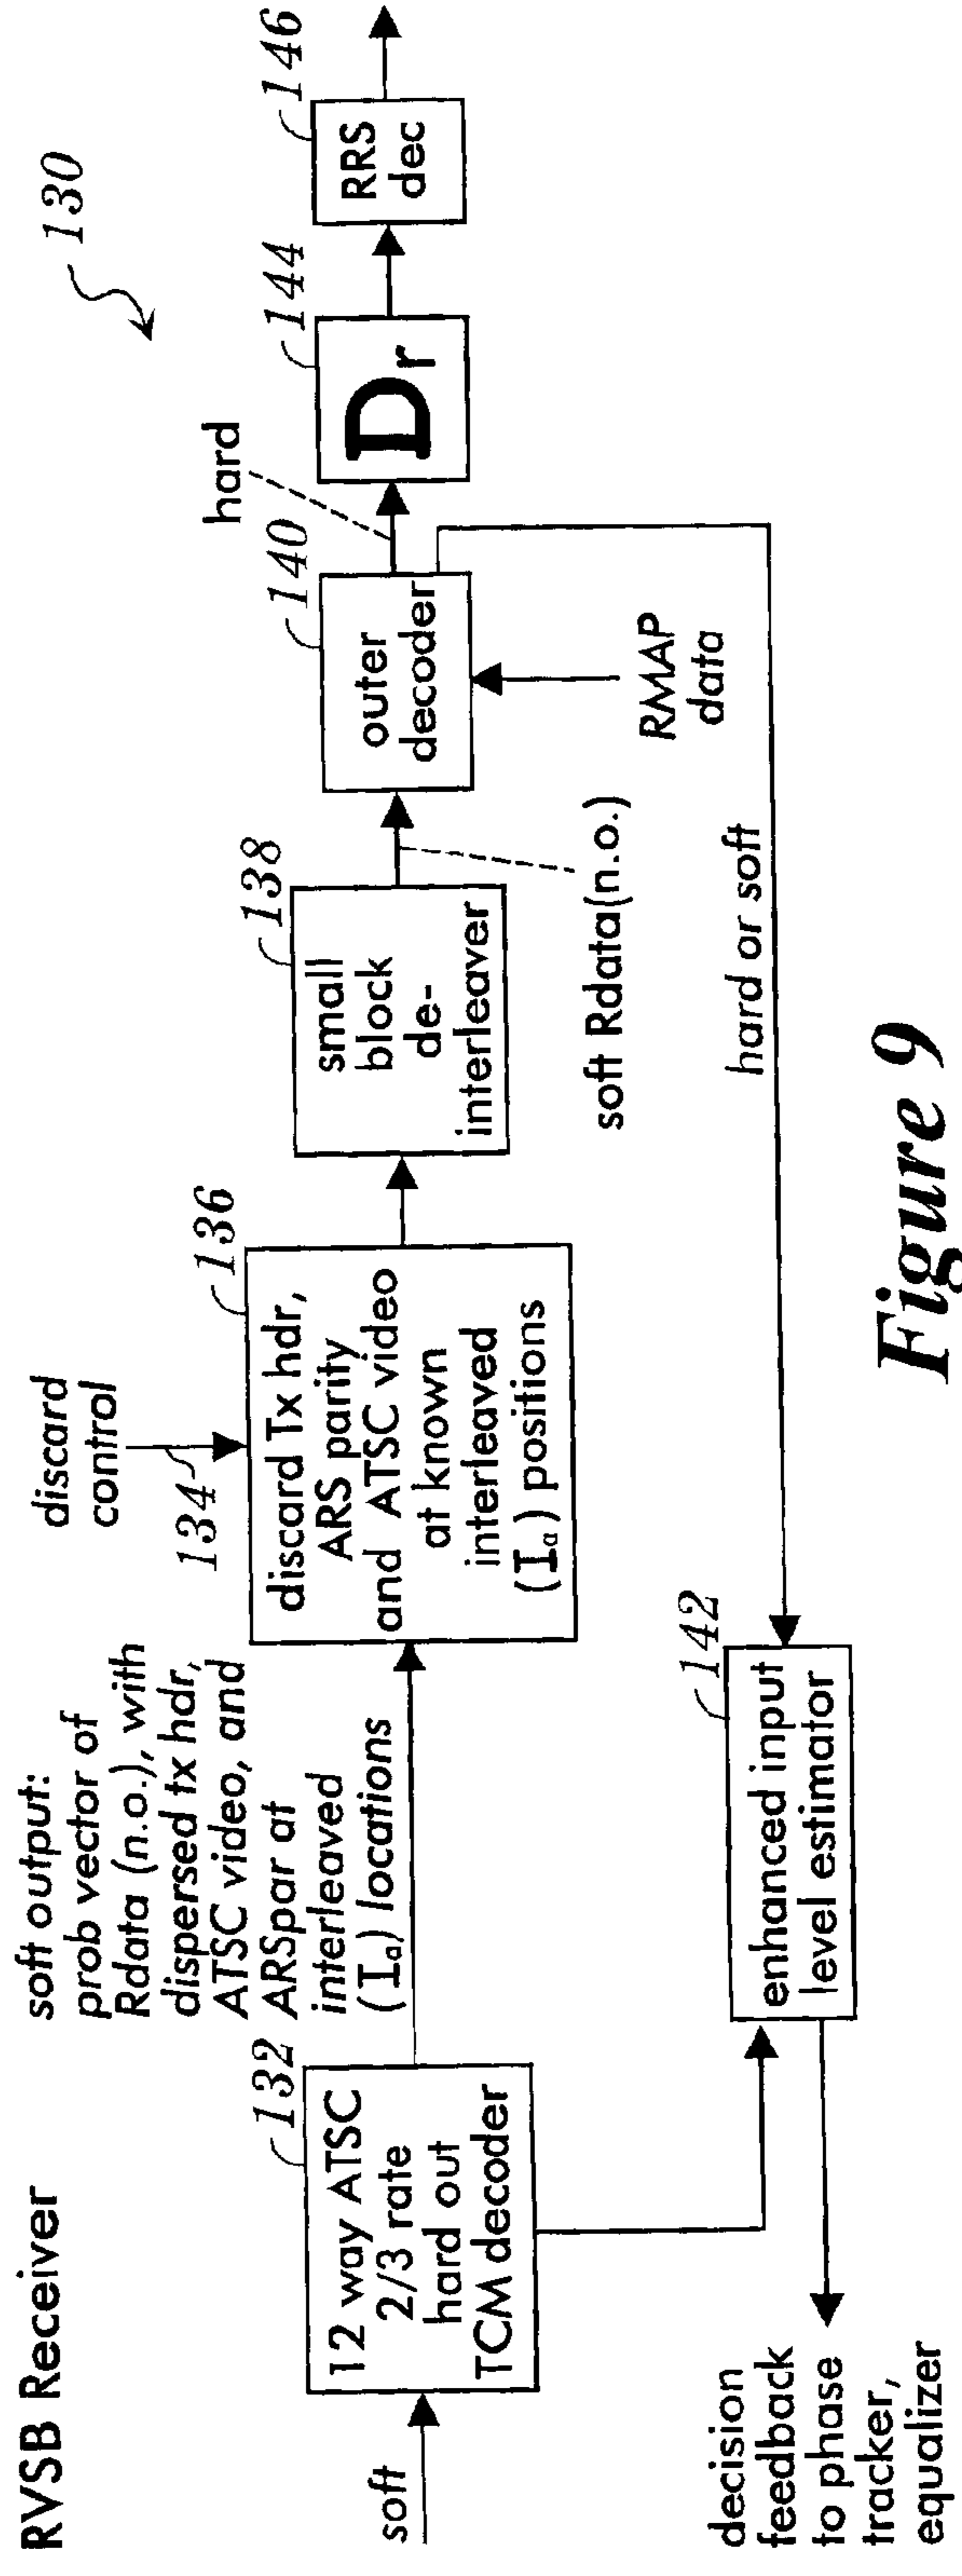 RVSB Receiver
130
soft output:
prob vector of
Rdata (n.o.), with
dispersed tx hdr,
ATSC video, and
ARSpar at
interleaved
(Iₐ) locations
discard
control
134
soft
132
12 way ATSC
2/3 rate
hard out
TCM decoder
136
discard Tx hdr,
ARS parity
and ATSC video
at known
interleaved
(Iₐ) positions
138
small
block
de-
interleaver
soft Rdata(n.o.)
140
outer
decoder
hard
RMAP
data
144
Dr
146
RRS
dec
hard or soft
142
enhanced input
level estimator
decision
feedback
to phase
tracker,
equalizer
Figure 9